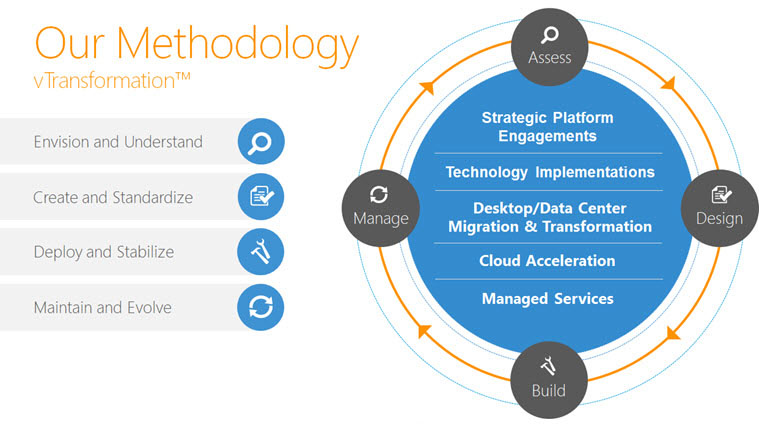 Our Methodology
vTransformation™
Envision and Understand
Create and Standardize
Deploy and Stabilize
Maintain and Evolve
Assess
Strategic Platform
Engagements
Technology Implementations
Desktop/Data Center
Migration & Transformation
Cloud Acceleration
Managed Services
Manage
Design
Build